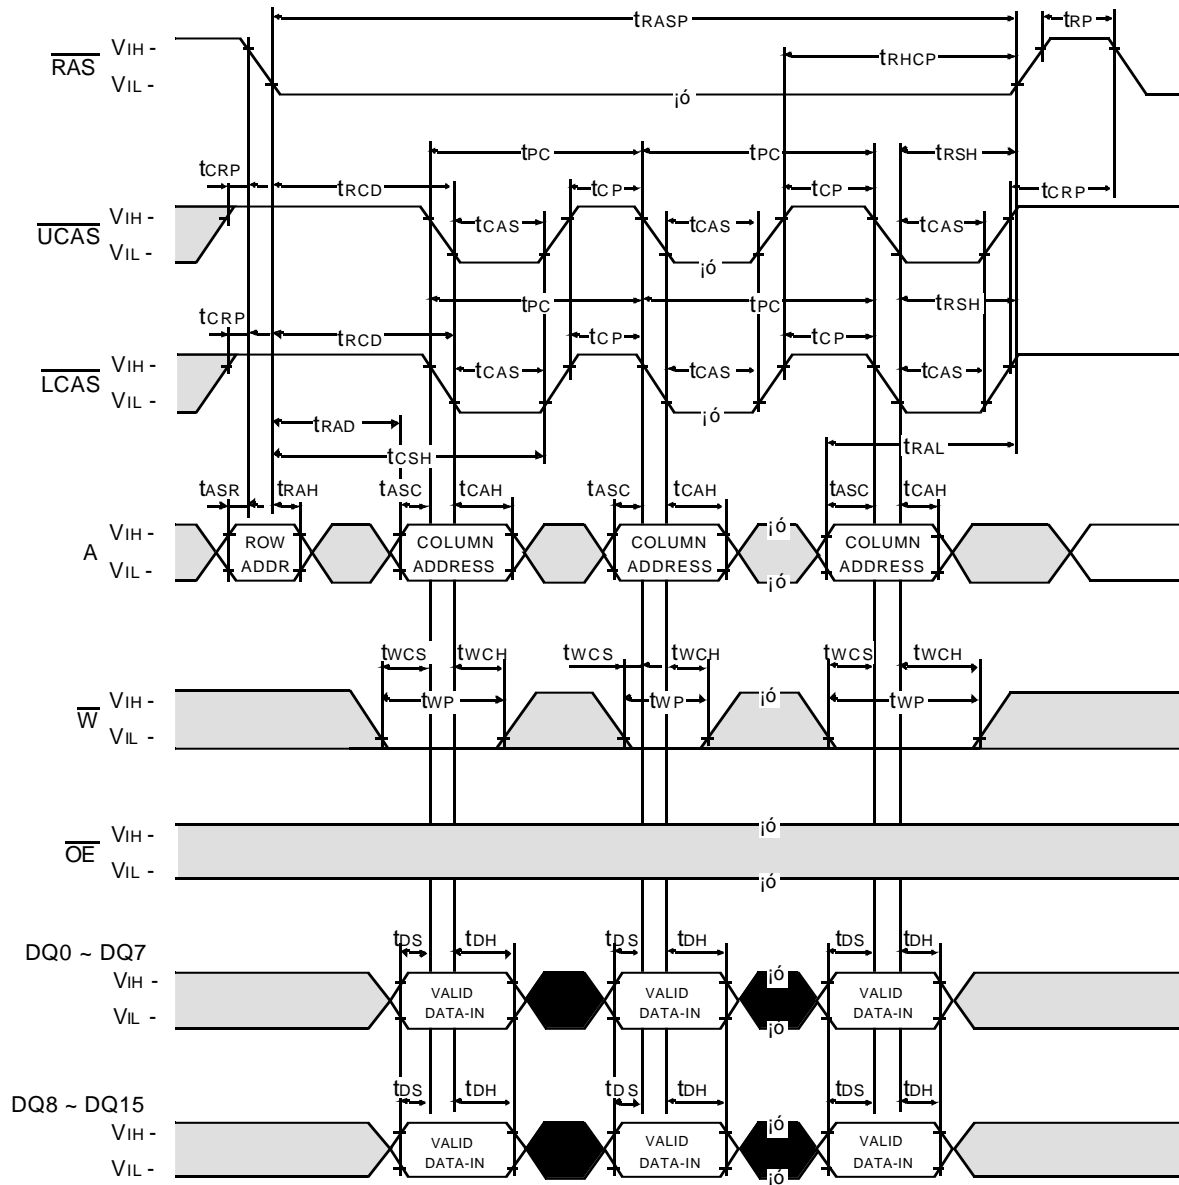 tRASP
tRP
RAS
VIH -
VIL -
tRHCP
¡ó
tCRP
tRCD
tPC
tPC
tRSH
tCP
tCP
tCRP
UCAS
VIH -
VIL -
tCAS
tCAS
tCAS
¡ó
tCRP
tRCD
tPC
tPC
tRSH
tCP
tCP
LCAS
VIH -
VIL -
tCAS
tCAS
tCAS
¡ó
tRAD
tCSH
tRAL
tASR
tRAH
tASC
tCAH
tASC
tCAH
tASC
tCAH
A
VIH -
VIL -
ROW
ADDR
COLUMN
ADDRESS
COLUMN
ADDRESS
¡ó
¡ó
COLUMN
ADDRESS
tWCS
tWCH
tWCS
tWCH
tWCS
tWCH
W
VIH -
VIL -
tWP
tWP
¡ó
tWP
OE
VIH -
VIL -
¡ó
¡ó
DQ0 ~ DQ7
tDS
tDH
tDS
tDH
tDS
tDH
VIH -
VIL -
VALID
DATA-IN
VALID
DATA-IN
¡ó
¡ó
VALID
DATA-IN
DQ8 ~ DQ15
tDS
tDH
tDS
tDH
tDS
tDH
VIH -
VIL -
VALID
DATA-IN
VALID
DATA-IN
¡ó
¡ó
VALID
DATA-IN